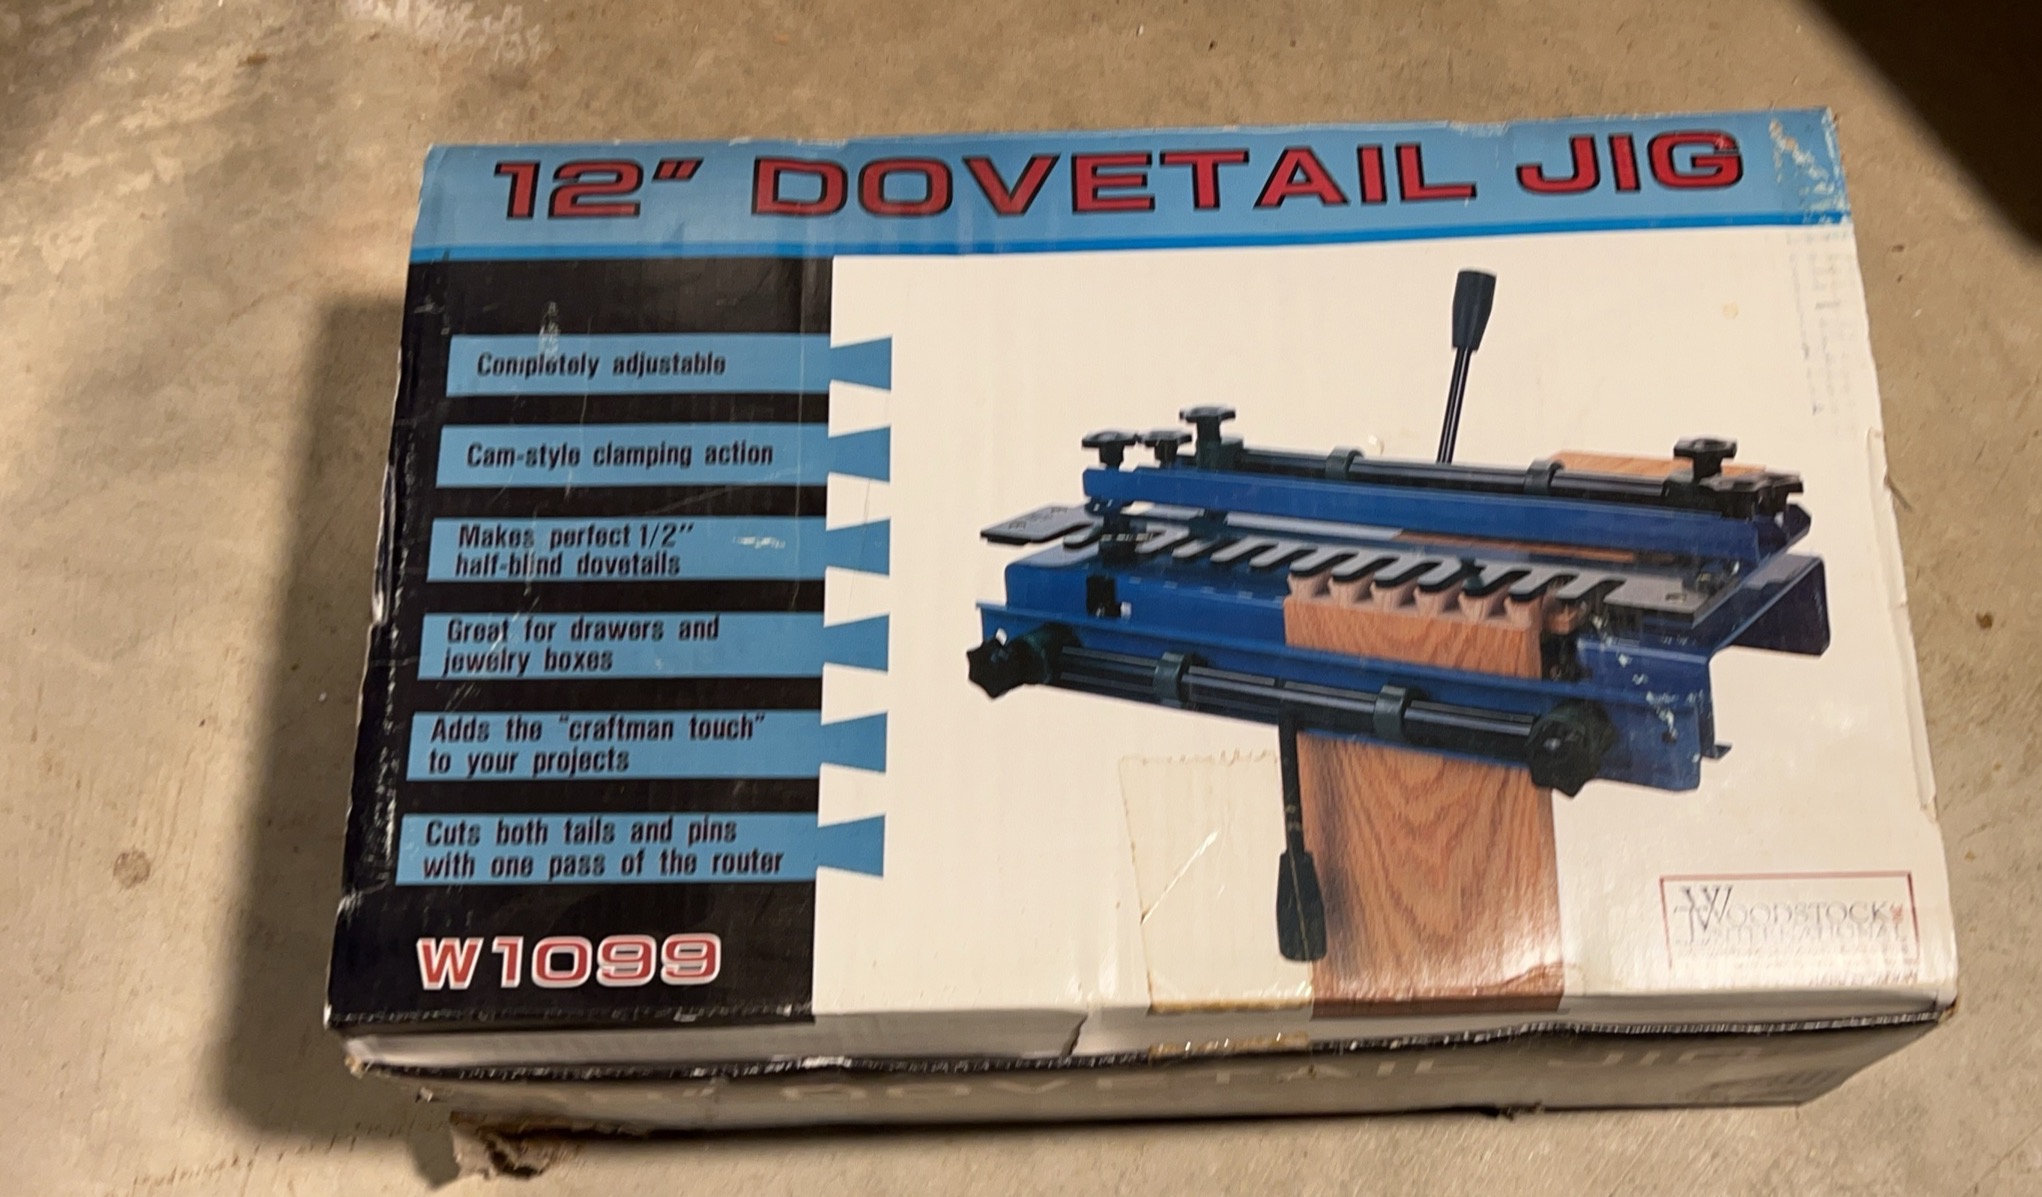 12" DOVETAIL JIG
Completely adjustable
Cam-style clamping action
Makes perfect 1/2"
half-blind dovetails
Great for drawers and
jewelry boxes
Adds the "craftman touch"
to your projects
Cuts both tails and pins
with one pass of the router
W1099
WOODSTOCK
INTERNATIONAL
DOVETAIL JIG